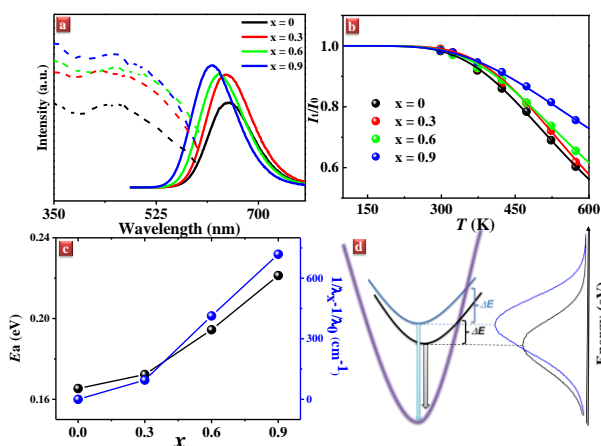 a
x = 0
x = 0.3
x = 0.6
x = 0.9
Intensity (a.u.)
350
525
700
Wavelength (nm)
b
1.0
0.8
0.6
It/I0
x = 0
x = 0.3
x = 0.6
x = 0.9
150
300
450
600
T (K)
c
0.24
0.20
0.16
Ea (eV)
0.0
0.3
0.6
0.9
x
600
400
200
0
1/λx-1/λ0 (cm-1)
d
ΔE
ΔE